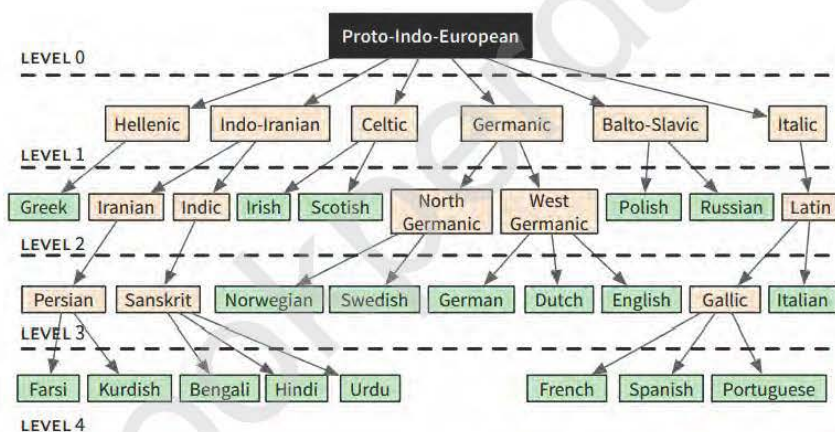 Proto-Indo-European
LEVEL 0
Hellenic
Indo-Iranian
Celtic
Germanic
Balto-Slavic
Italic
LEVEL 1
Greek
Iranian
Indic
Irish
Scotish
North
Germanic
West
Germanic
Polish
Russian
Latin
LEVEL 2
Persian
Sanskrit
Norwegian
Swedish
German
Dutch
English
Gallic
Italian
LEVEL 3
Farsi
Kurdish
Bengali
Hindi
Urdu
French
Spanish
Portuguese
LEVEL 4